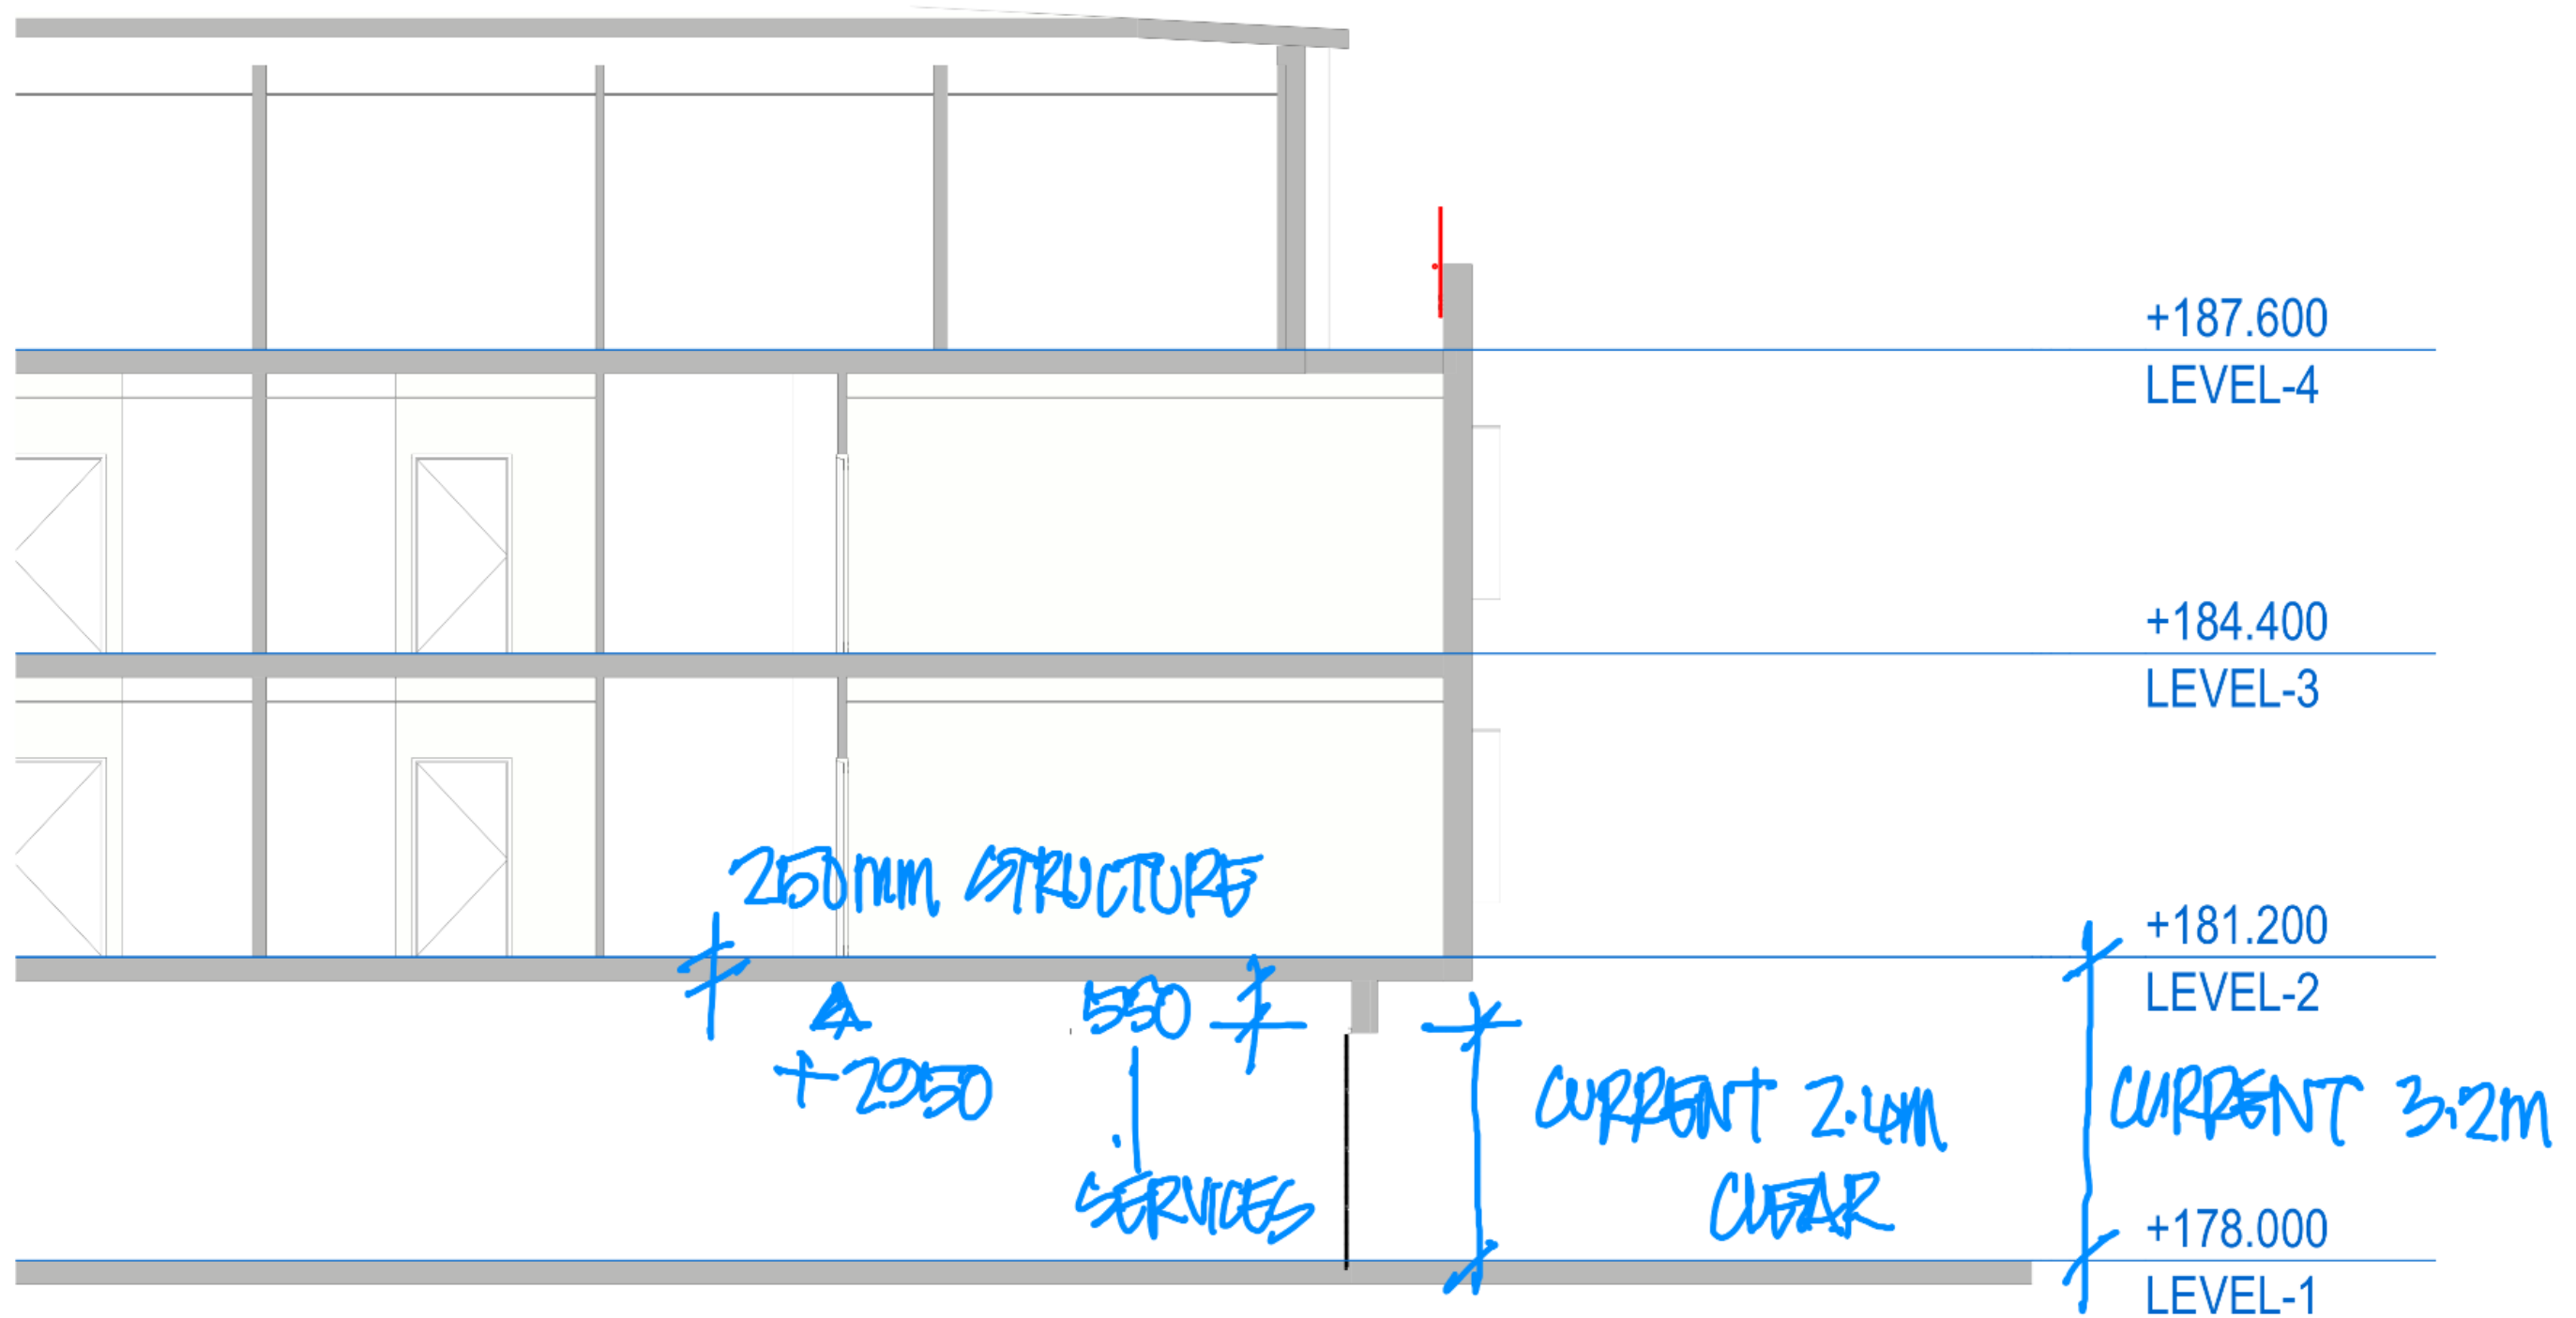 +187.600
LEVEL-4
+184.400
LEVEL-3
250mm STRUCTURE
+181.200
LEVEL-2
550
+2950
CURRENT 2.4m
CLEAR
CURRENT 3.2m
SERVICES
+178.000
LEVEL-1